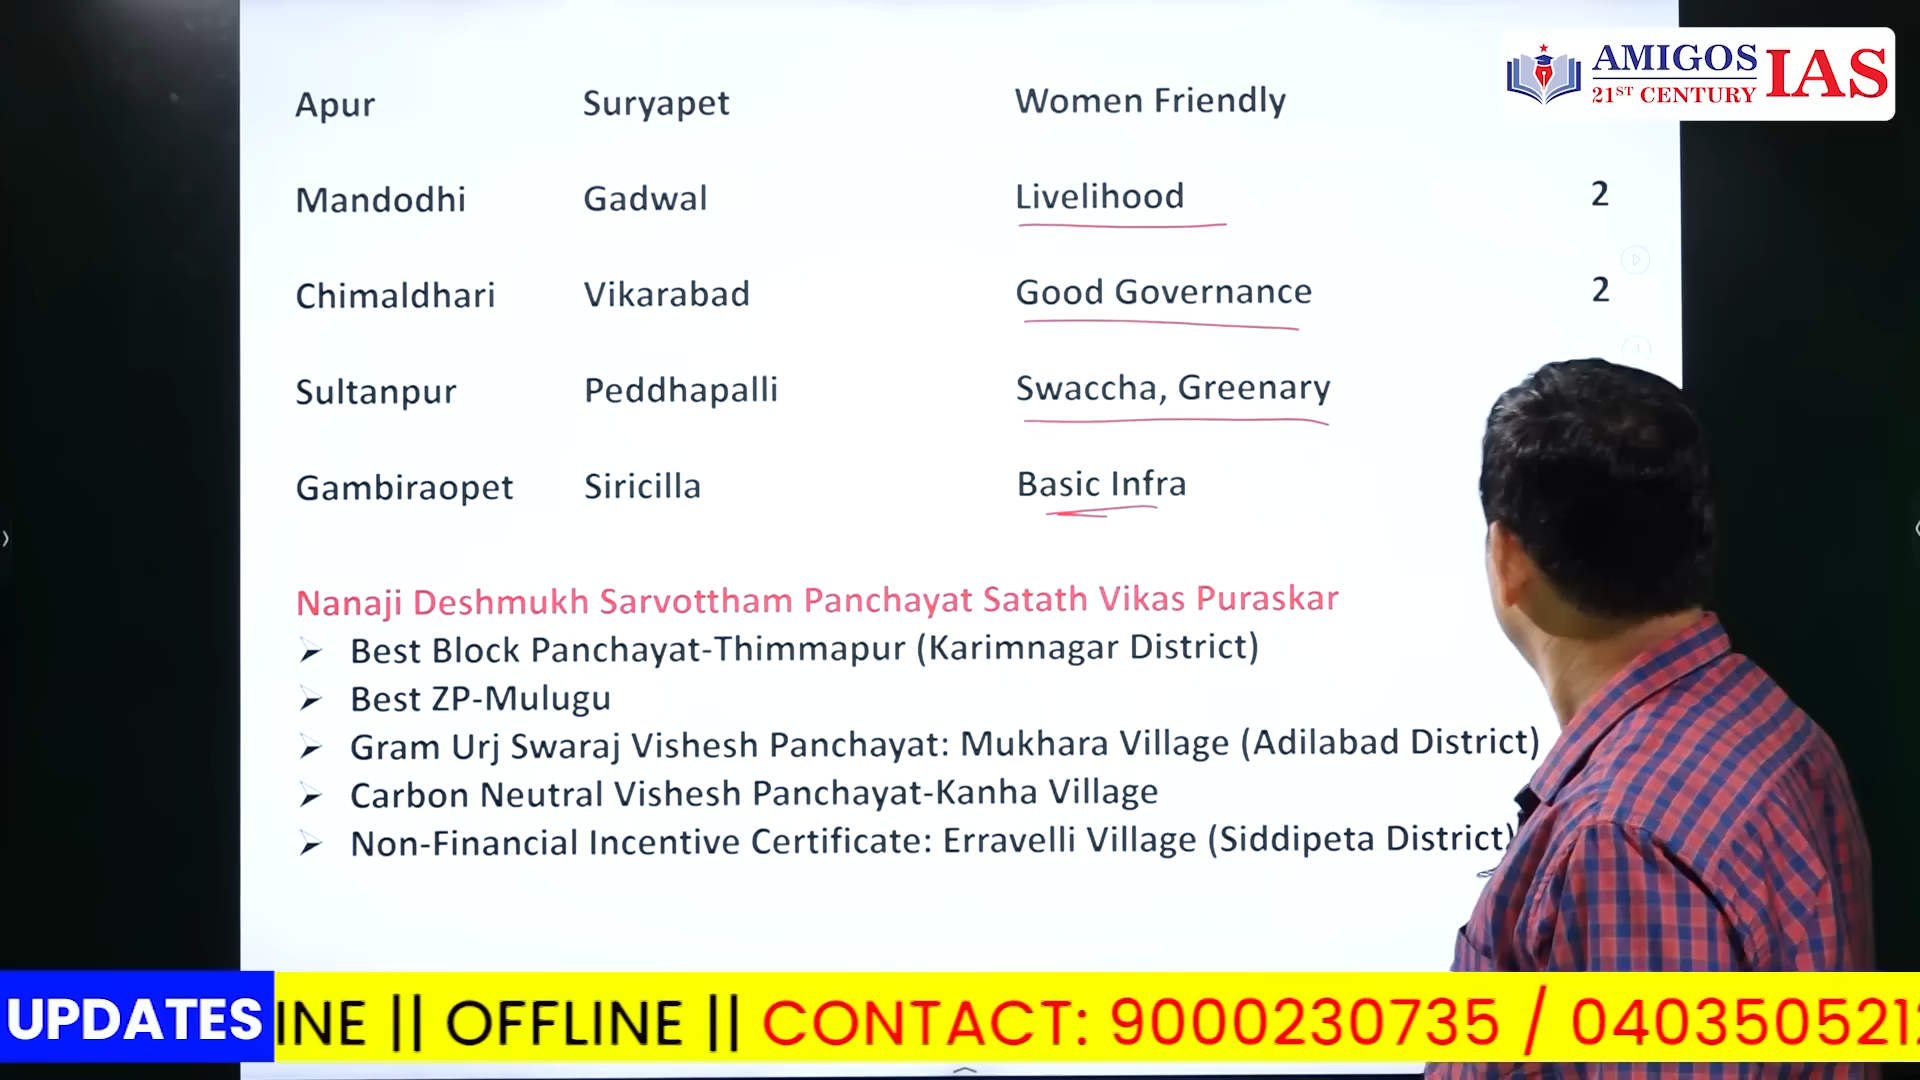 AMIGOS
21ST CENTURY
IAS
Apur Suryapet Women Friendly
Mandodhi Gadwal Livelihood 2
Chimaldhari Vikarabad Good Governance 2
Sultanpur Peddhapalli Swaccha, Greenary
Gambiraopet Siricilla Basic Infra
Nanaji Deshmukh Sarvottham Panchayat Satath Vikas Puraskar
Best Block Panchayat-Thimmapur (Karimnagar District)
Best ZP-Mulugu
Gram Urj Swaraj Vishesh Panchayat: Mukhara Village (Adilabad District)
Carbon Neutral Vishesh Panchayat-Kanha Village
Non-Financial Incentive Certificate: Erravelli Village (Siddipeta District)
UPDATES INE || OFFLINE || CONTACT: 9000230735 / 0403505212